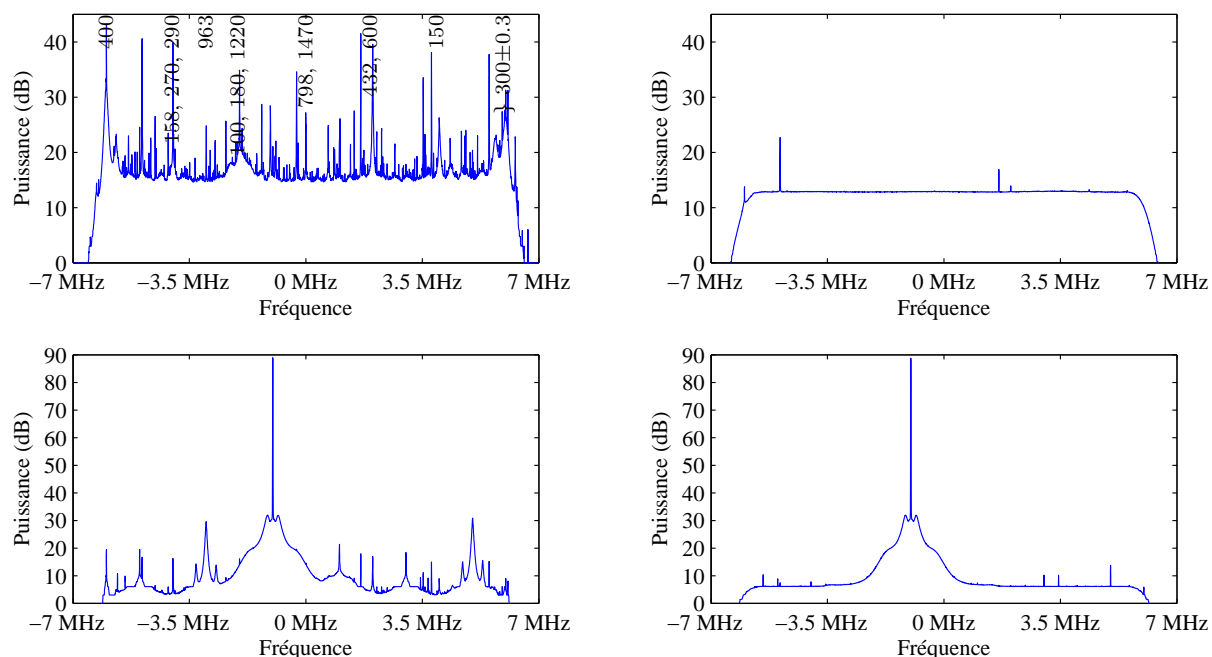 400
158, 270, 290
963
100, 180, 1220
798, 1470
432, 600
150
} 300±0.3
40
30
20
10
0
Puissance (dB)
−7 MHz
−3.5 MHz
0 MHz
3.5 MHz
7 MHz
Fréquence
40
30
20
10
0
Puissance (dB)
−7 MHz
−3.5 MHz
0 MHz
3.5 MHz
7 MHz
Fréquence
90
80
70
60
50
40
30
20
10
0
Puissance (dB)
−7 MHz
−3.5 MHz
0 MHz
3.5 MHz
7 MHz
Fréquence
90
80
70
60
50
40
30
20
10
0
Puissance (dB)
−7 MHz
−3.5 MHz
0 MHz
3.5 MHz
7 MHz
Fréquence